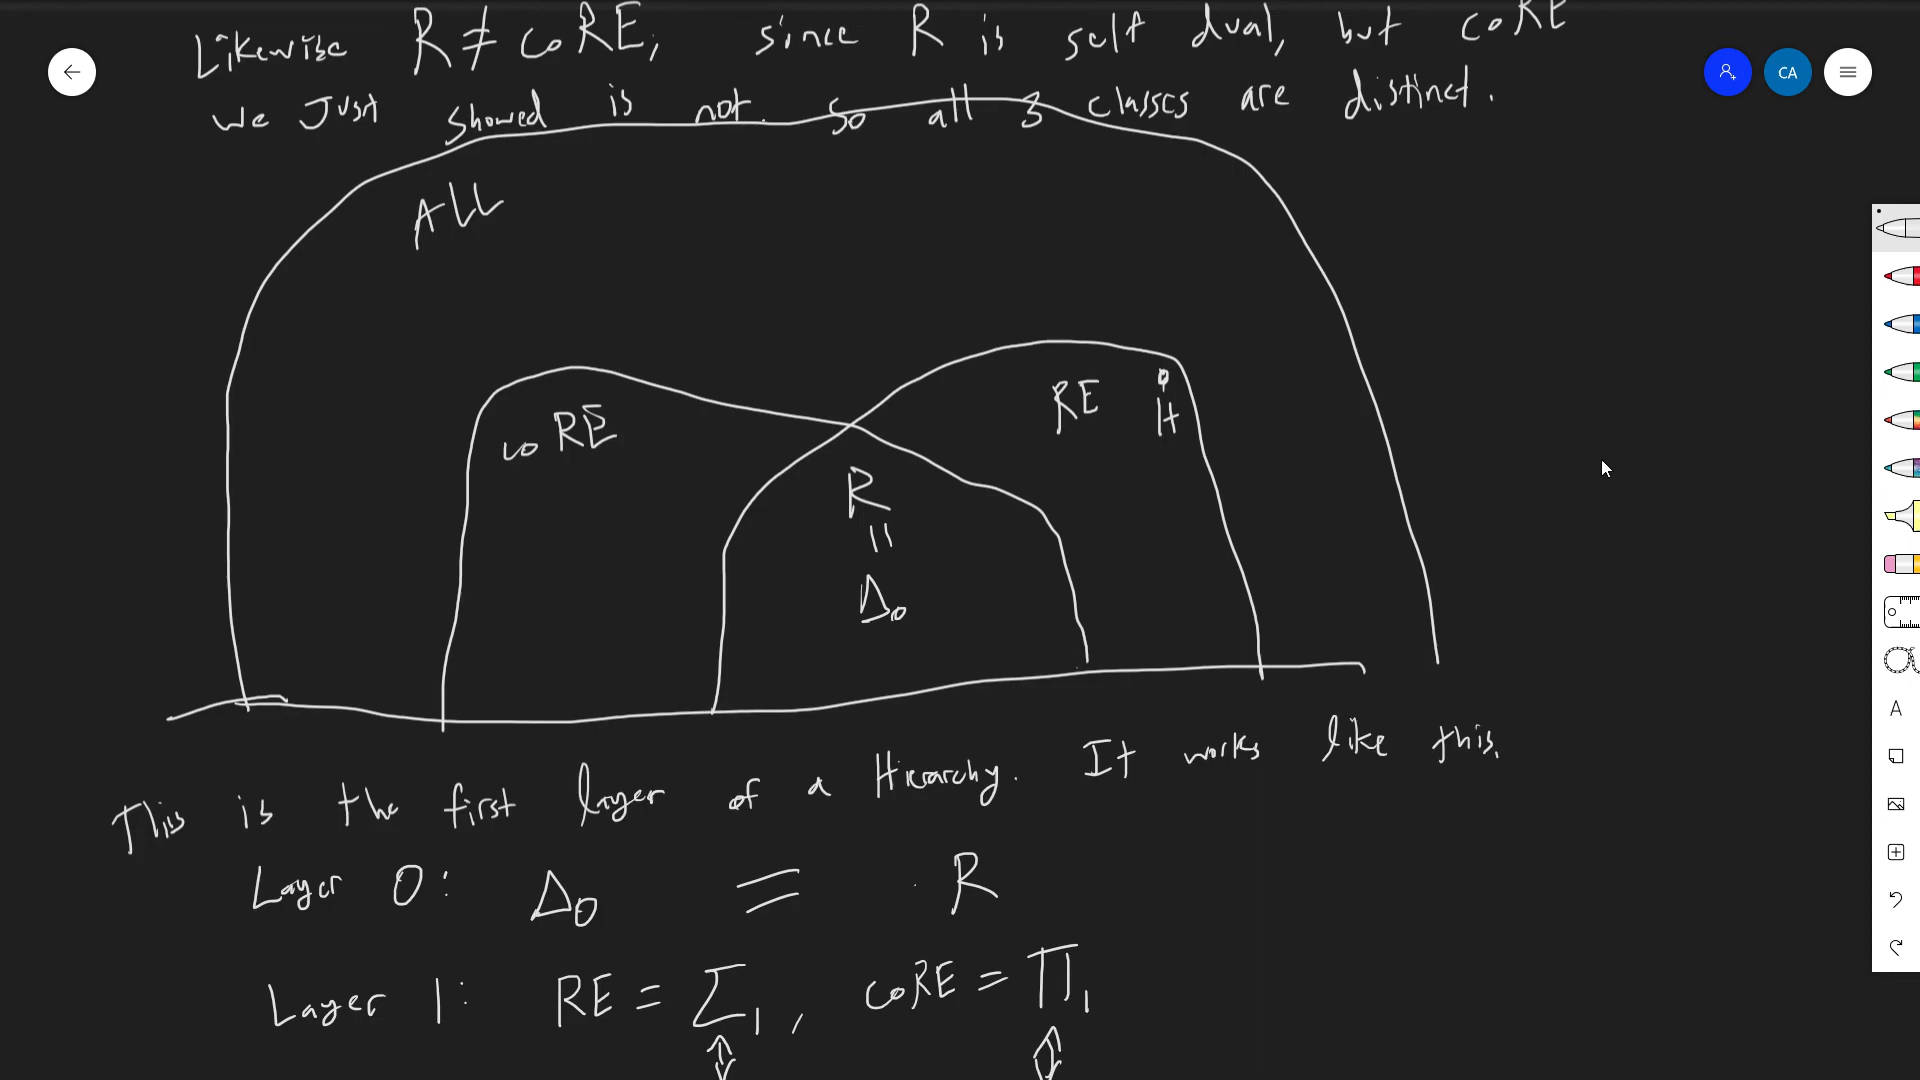 Likewise R ≠ coRE, since R is self dual, but coRE
we Just showed is not. So all 3 classes are distinct.
CA
ALL
coRE
RE
H
R
=
Δ₀
This is the first layer of a Hierarchy. It works like this.
Layer 0: Δ₀ = R
Layer 1: RE = Σ₁, coRE = Π₁
A